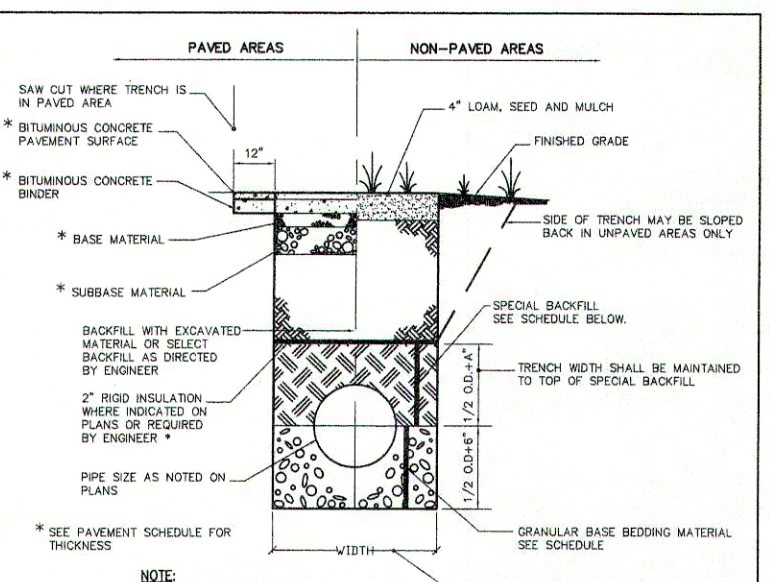 PAVED AREAS
NON-PAVED AREAS
SAW CUT WHERE TRENCH IS
IN PAVED AREA
* BITUMINOUS CONCRETE
PAVEMENT SURFACE
12"
* BITUMINOUS CONCRETE
BINDER
* BASE MATERIAL
* SUBBASE MATERIAL
BACKFILL WITH EXCAVATED
MATERIAL OR SELECT
BACKFILL AS DIRECTED
BY ENGINEER
2" RIGID INSULATION
WHERE INDICATED ON
PLANS OR REQUIRED
BY ENGINEER *
PIPE SIZE AS NOTED ON
PLANS
* SEE PAVEMENT SCHEDULE FOR
THICKNESS
NOTE:
4" LOAM, SEED AND MULCH
FINISHED GRADE
SIDE OF TRENCH MAY BE SLOPED
BACK IN UNPAVED AREAS ONLY
SPECIAL BACKFILL
SEE SCHEDULE BELOW.
1/2 O.D.+A"
TRENCH WIDTH SHALL BE MAINTAINED
TO TOP OF SPECIAL BACKFILL
1/2 O.D+6"
GRANULAR BASE BEDDING MATERIAL
SEE SCHEDULE
WIDTH